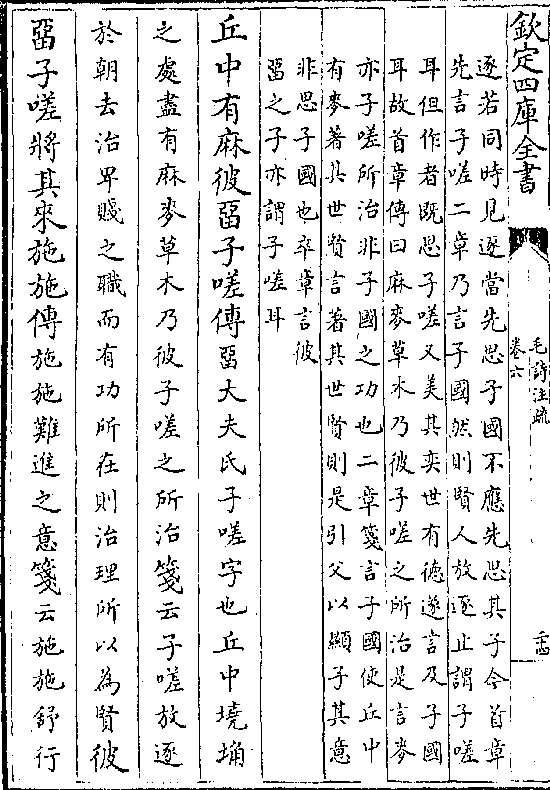 欽定四庫全書
毛詩注疏
卷六
逐若同時見逐當先思子國不應先思其子今首章
先言子嗟二章乃言子國然則賢人放逐止謂子嗟
耳但作者既思子嗟又美其奕世有德遂言及子國
耳故首章傳曰麻麥草木乃彼子嗟之所治是言麥
亦子嗟所治非子國之功也二章箋言子國使丘中
有麥著其世賢言著其世賢則是引父以顯子其意
非思子國也卒章言彼
畱之子亦謂子嗟耳
丘中有麻彼畱子嗟傳畱大夫氏子嗟字也丘中墝埆
之處盡有麻麥草木乃彼子嗟之所治箋云子嗟放逐
於朝去治卑賤之職而有功所在則治理所以為賢彼
畱子嗟將其來施施傳施施難進之意箋云施施舒行